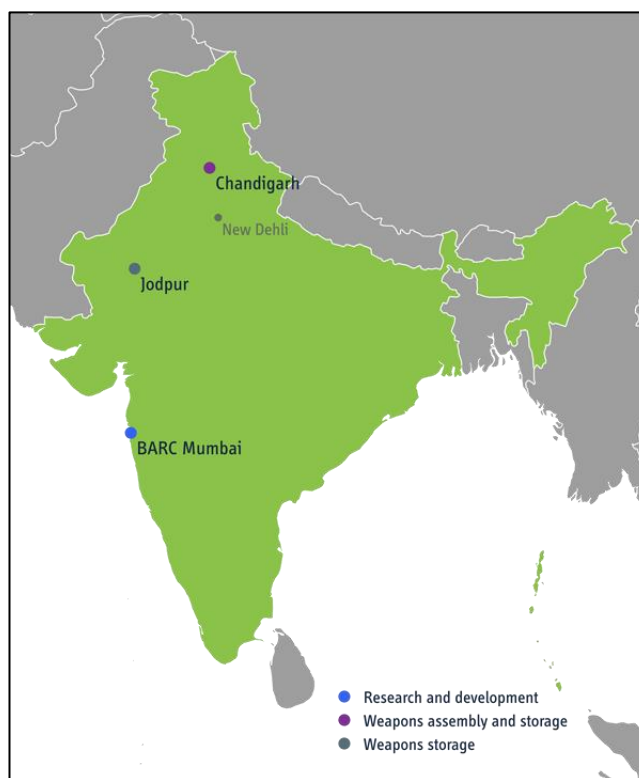 Chandigarh
New Dehli
Jodpur
BARC Mumbai
Research and development
Weapons assembly and storage
Weapons storage